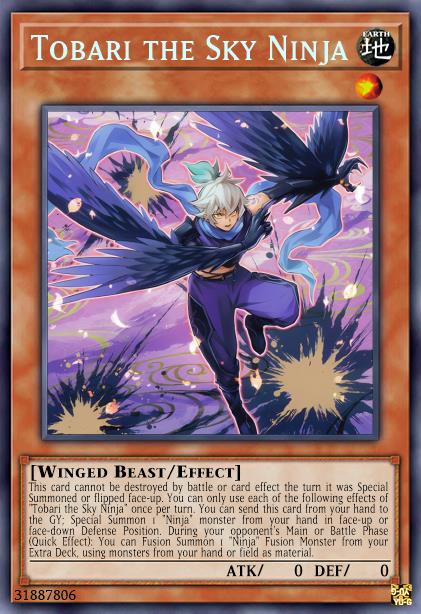 TOBARI THE SKY NINJA
EARTH
地
[WINGED BEAST/EFFECT]
This card cannot be destroyed by battle or card effect the turn it was Special
Summoned or flipped face-up. You can only use each of the following effects of
"Tobari the Sky Ninja" once per turn. You can send this card from your hand to
the GY; Special Summon 1 "Ninja" monster from your hand in face-up or
face-down Defense Position. During your opponent's Main or Battle Phase
(Quick Effect): You can Fusion Summon 1 "Ninja" Fusion Monster from your
Extra Deck, using monsters from your hand or field as material.
ATK/ 0 DEF/ 0
31887806